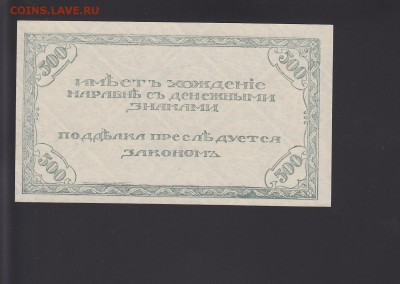 COINS.LAVE.RU
500 500
ИМѢЕТЪ ХОЖДЕНІЕ
НАРАВНѢ СЪ ДЕНЕЖНЫМИ
ЗНАКАМИ
ПОДДѢЛКА ПРЕСЛѢДУЕТСЯ
ЗАКОНОМЪ
500 500